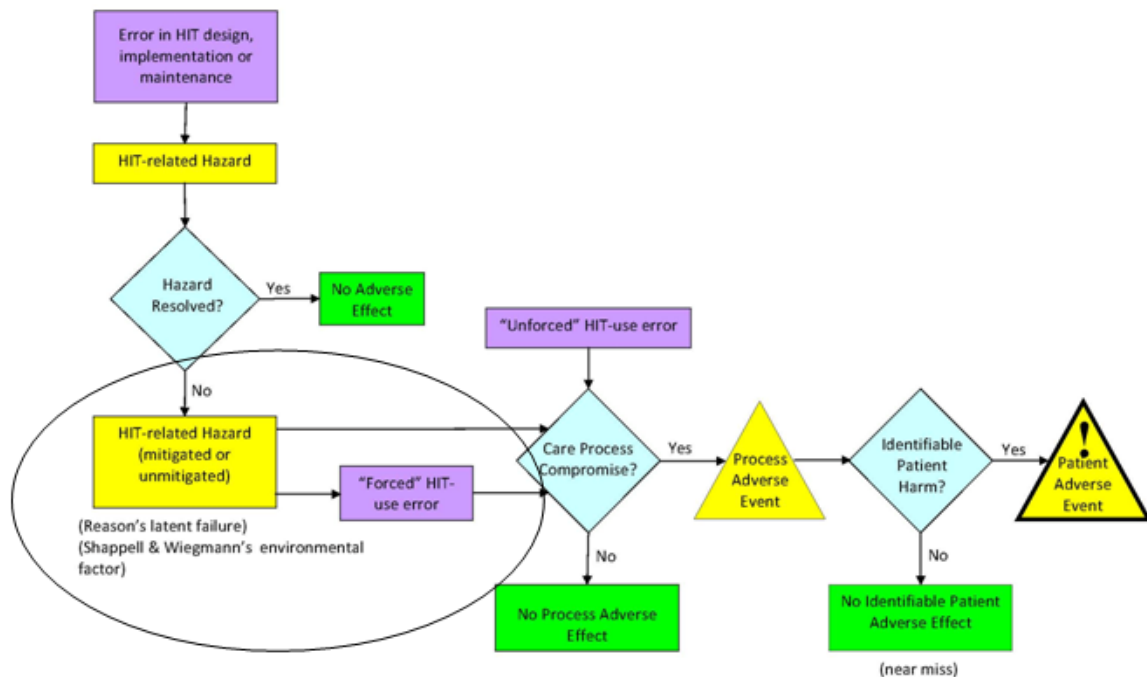 Error in HIT design,
implementation or
maintenance
HIT-related Hazard
Hazard
Resolved?
Yes
No Adverse
Effect
No
HIT-related Hazard
(mitigated or
unmitigated)
"Forced" HIT-
use error
(Reason's latent failure)
(Shappell & Wiegmann's environmental
factor)
"Unforced" HIT-use error
Care Process
Compromise?
Yes
No
No Process Adverse
Effect
Process
Adverse
Event
Identifiable
Patient
Harm?
Yes
No
No Identifiable Patient
Adverse Effect
(near miss)
!
Patient
Adverse
Event